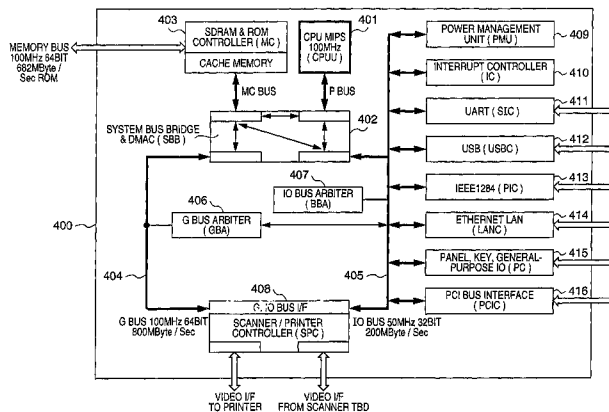 403
SDRAM & ROM
CONTROLLER ( MC )
CACHE MEMORY
401
CPU MIPS
100MHz
( CPUU )
MEMORY BUS
100MHz 64BIT
682MByte /
Sec ROM
MC BUS
P BUS
SYSTEM BUS BRIDGE
& DMAC ( SBB )
402
407
IO BUS ARBITER
( BBA )
406
G BUS ARBITER
( GBA )
400
404
405
408
G, IO BUS I/F
SCANNER / PRINTER
CONTROLLER ( SPC )
G BUS 100MHz 64BIT
800MByte / Sec
IO BUS 50MHz 32BIT
200MByte / Sec
VIDEO I/F
TO PRINTER
VIDEO I/F
FROM SCANNER TBD
POWER MANAGEMENT
UNIT ( PMU )
409
INTERRUPT CONTROLLER
( IC )
410
UART ( SIC )
411
USB ( USBC )
412
IEEE1284 ( PIC )
413
ETHERNET LAN
( LANC )
414
PANEL, KEY, GENERAL-
PURPOSE IO ( PC )
415
PCI BUS INTERFACE
( PCIC )
416